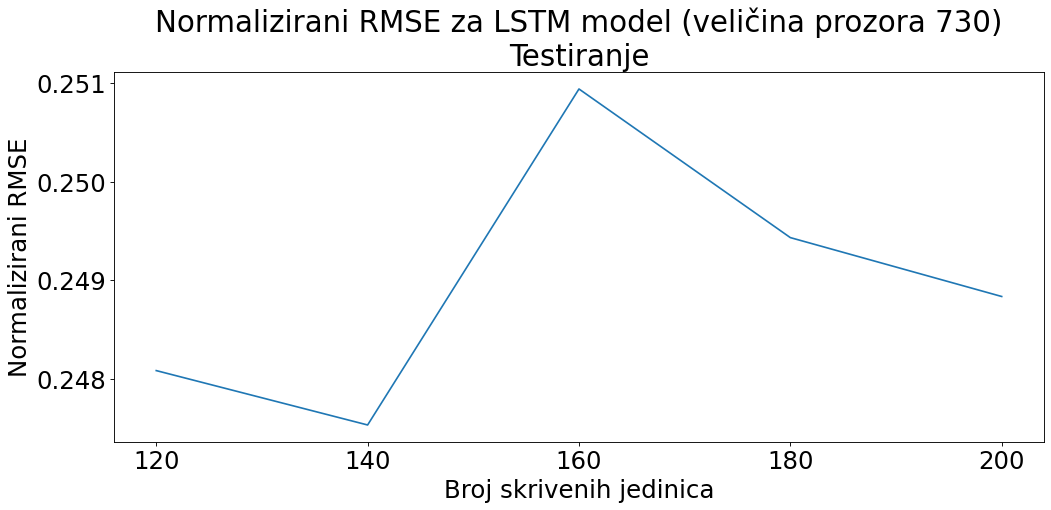 Normalizirani RMSE za LSTM model (veličina prozora 730)
Testiranje
Normalizirani RMSE
0.251
0.250
0.249
0.248
120 140 160 180 200
Broj skrivenih jedinica